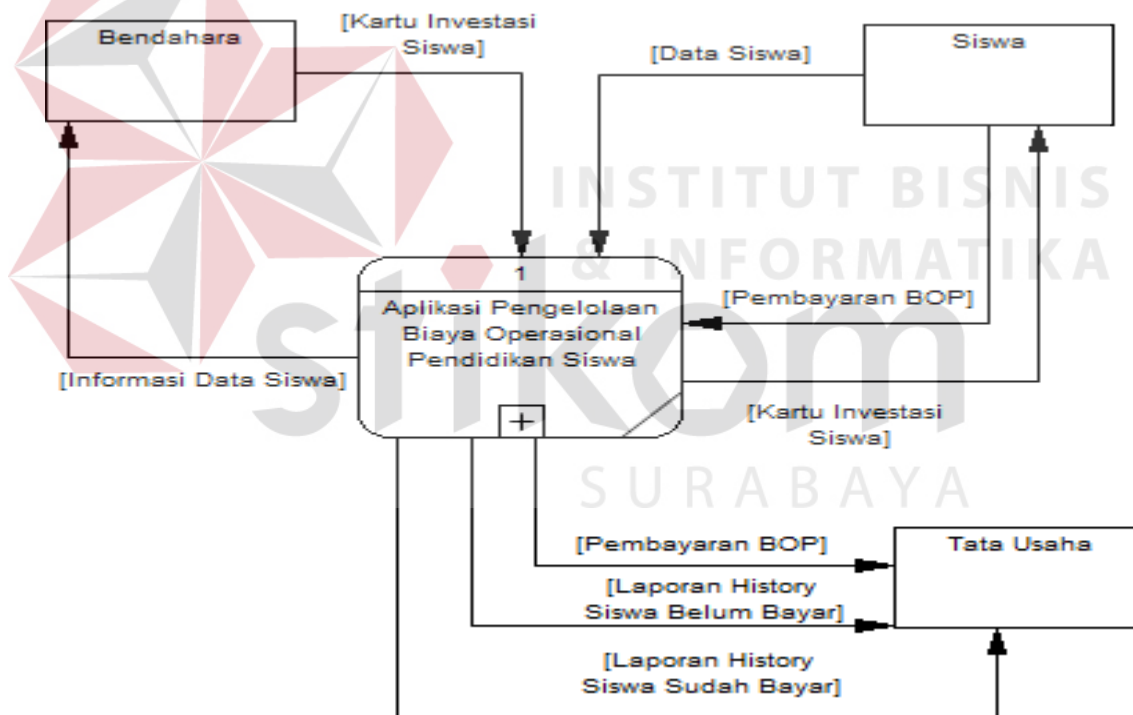 Bendahara
[Kartu Investasi
Siswa]
[Data Siswa]
Siswa
INSTITUT BISNIS
& INFORMATIKA
1
Aplikasi Pengelolaan
Biaya Operasional
Pendidikan Siswa
+
[Pembayaran BOP]
[Informasi Data Siswa]
stikom
[Kartu Investasi
Siswa]
SURABAYA
[Pembayaran BOP]
Tata Usaha
[Laporan History
Siswa Belum Bayar]
[Laporan History
Siswa Sudah Bayar]